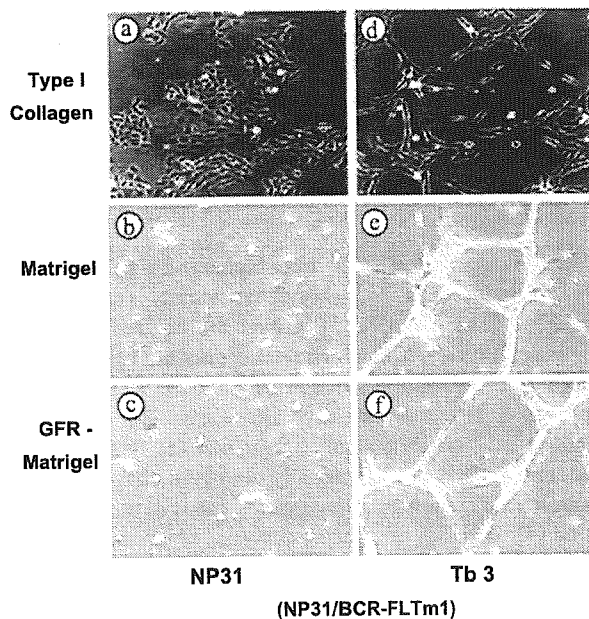 a
d
Type I
Collagen
b
e
Matrigel
c
f
GFR -
Matrigel
NP31
Tb 3
(NP31/BCR-FLTm1)